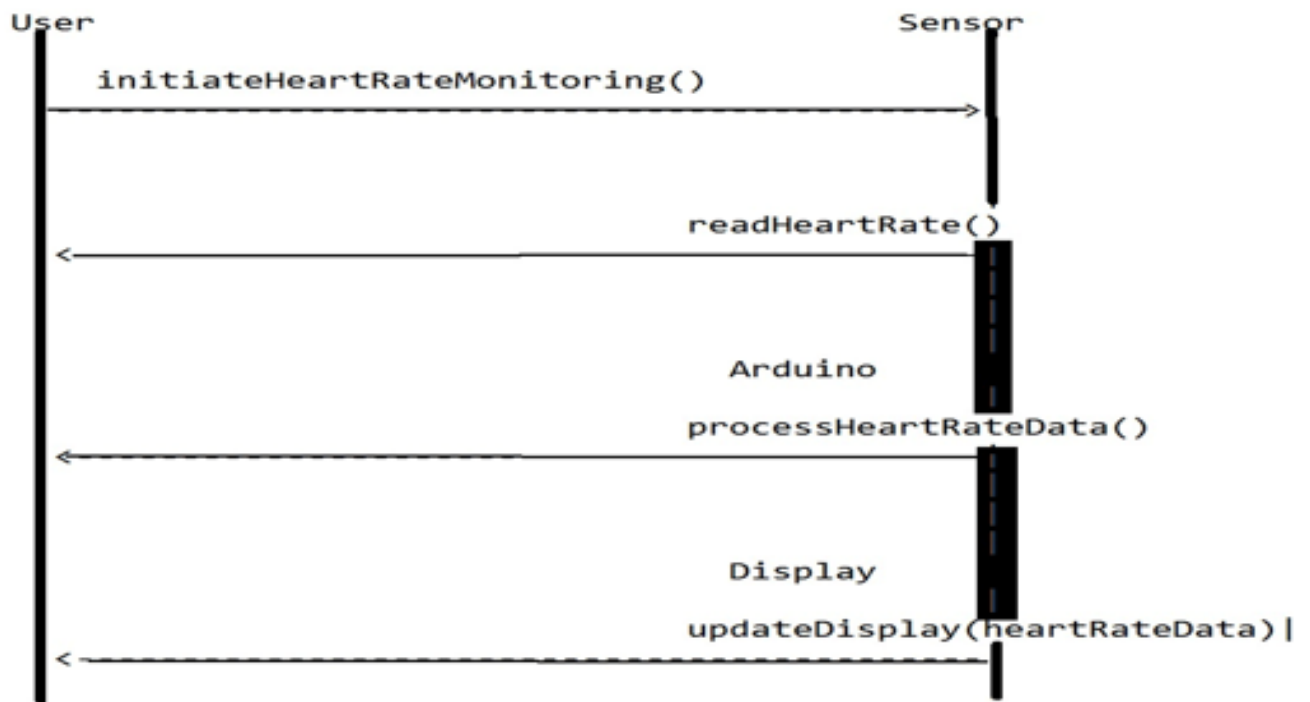 User Sensor
initiateHeartRateMonitoring()
readHeartRate()
Arduino
processHeartRateData()
Display
updateDisplay(heartRateData)|